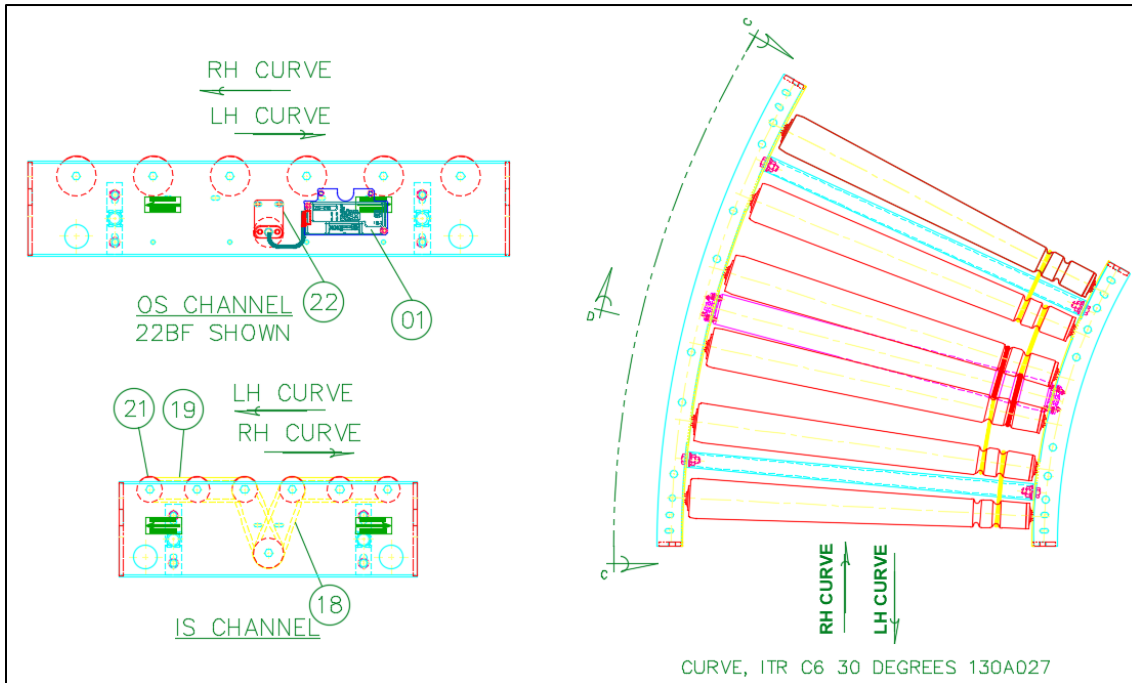 RH CURVE
LH CURVE
OS CHANNEL
22BF SHOWN
22
01
21
19
LH CURVE
RH CURVE
18
IS CHANNEL
C
D
C
RH CURVE
LH CURVE
CURVE, ITR C6 30 DEGREES 130A027